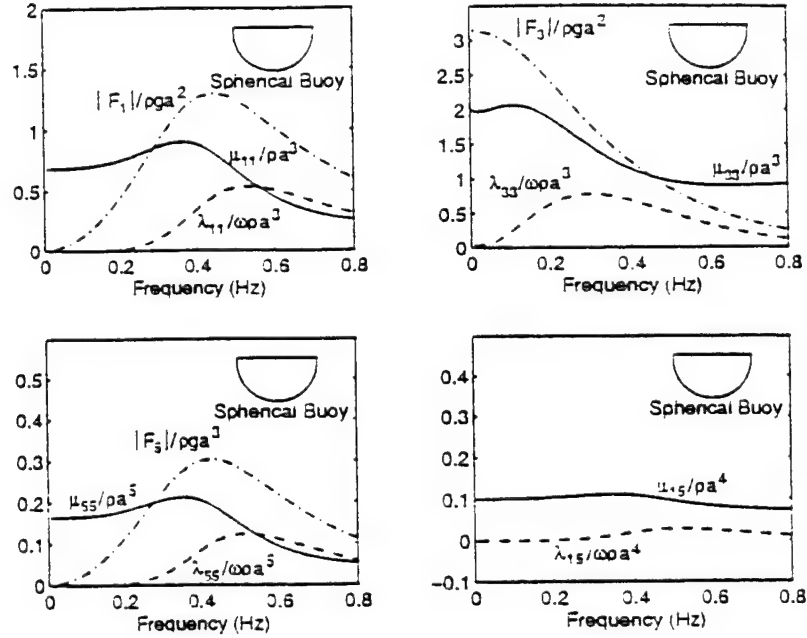 2
1.5
1
0.5
0
Spherical Buoy
|F₁|/ρga²
μ₁₁/ρa³
λ₁₁/ωρa³
0 0.2 0.4 0.6 0.8
Frequency (Hz)
3
2.5
2
1.5
1
0.5
0
|F₃|/ρga²
Spherical Buoy
μ₃₃/ρa³
λ₃₃/ωρa³
0 0.2 0.4 0.6 0.8
Frequency (Hz)
0.5
0.4
0.3
0.2
0.1
0
Spherical Buoy
|F₅|/ρga³
μ₅₅/ρa⁵
λ₅₅/ωρa⁵
0 0.2 0.4 0.6 0.8
Frequency (Hz)
0.4
0.3
0.2
0.1
0
−0.1
Spherical Buoy
μ₁₅/ρa⁴
λ₁₅/ωρa⁴
0 0.2 0.4 0.6 0.8
Frequency (Hz)